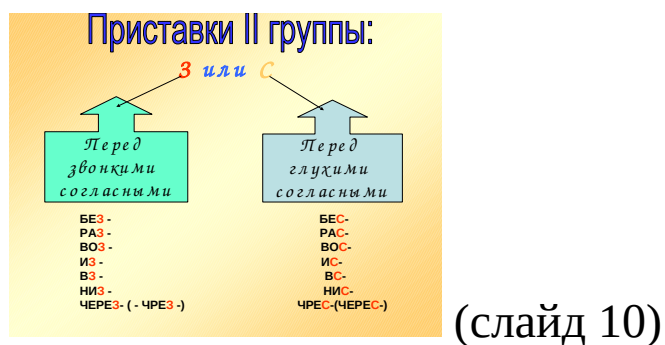 Приставки II группы:
З или С
Перед
звонкими
согласными
Перед
глухими
согласными
БЕЗ -
РАЗ -
ВОЗ -
ИЗ -
ВЗ -
НИЗ -
ЧЕРЕЗ- ( - ЧРЕЗ -)
БЕС-
РАС-
ВОС-
ИС-
ВС-
НИС-
ЧРЕС-(ЧЕРЕС-)
(слайд 10)